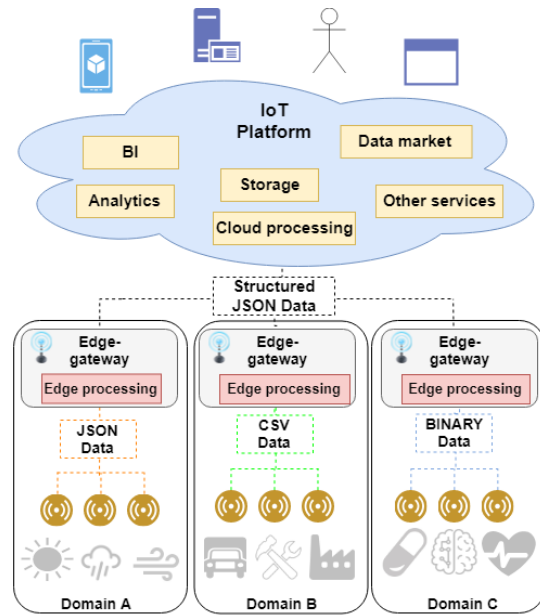 IoT
Platform
BI
Data market
Analytics
Storage
Other services
Cloud processing
Structured
JSON Data
Edge-
gateway
Edge processing
Edge-
gateway
Edge processing
Edge-
gateway
Edge processing
JSON
Data
CSV
Data
BINARY
Data
Domain A
Domain B
Domain C